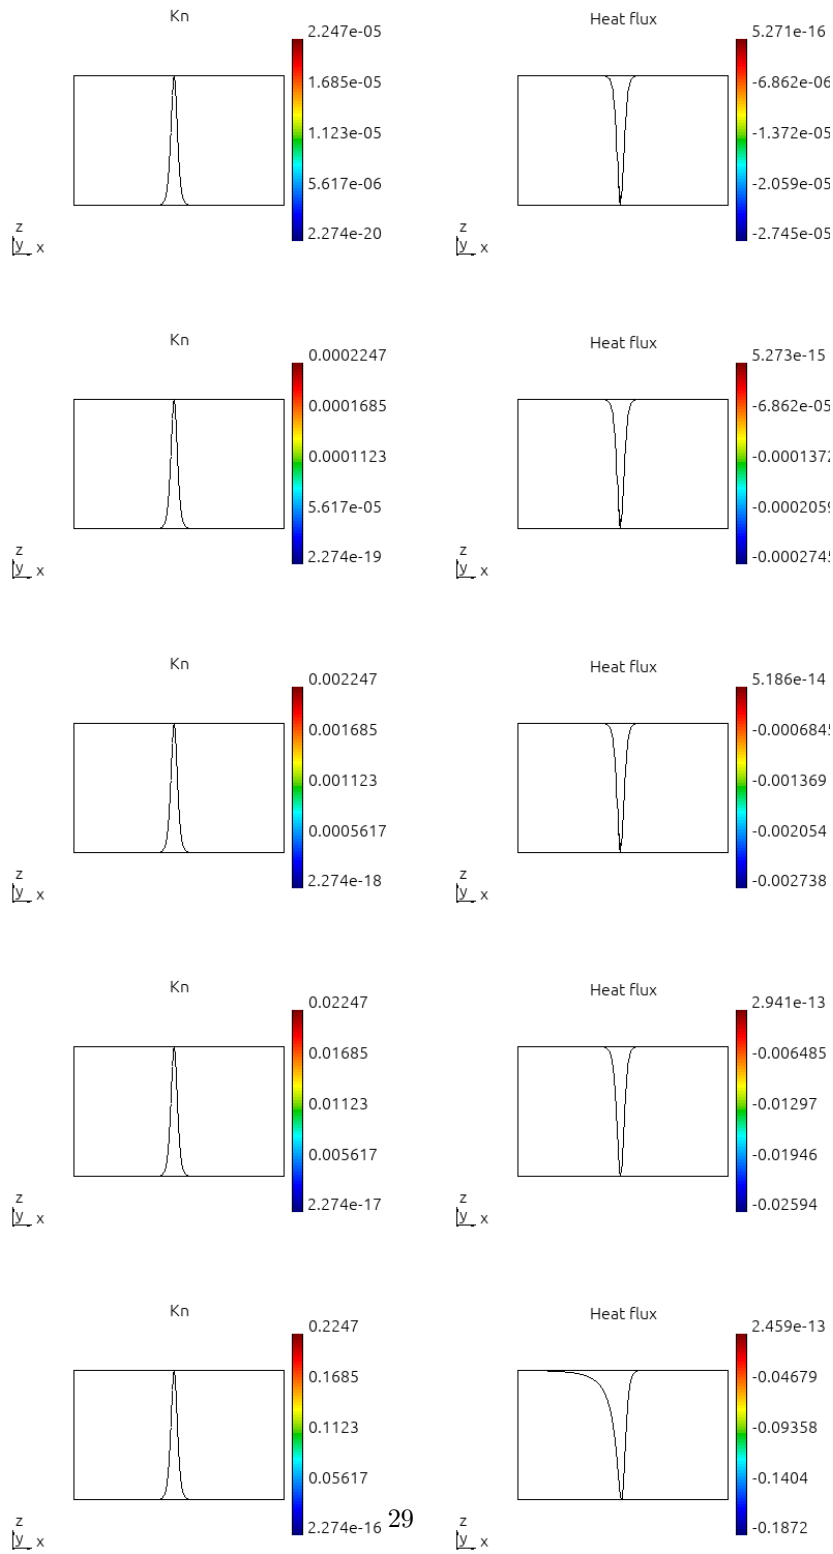 Kn
2.247e-05
1.685e-05
1.123e-05
5.617e-06
2.274e-20
z
y x
Heat flux
5.271e-16
-6.862e-06
-1.372e-05
-2.059e-05
-2.745e-05
z
y x
Kn
0.0002247
0.0001685
0.0001123
5.617e-05
2.274e-19
z
y x
Heat flux
5.273e-15
-6.862e-05
-0.0001372
-0.0002059
-0.0002745
z
y x
Kn
0.002247
0.001685
0.001123
0.0005617
2.274e-18
z
y x
Heat flux
5.186e-14
-0.0006845
-0.001369
-0.002054
-0.002738
z
y x
Kn
0.02247
0.01685
0.01123
0.005617
2.274e-17
z
y x
Heat flux
2.941e-13
-0.006485
-0.01297
-0.01946
-0.02594
z
y x
Kn
0.2247
0.1685
0.1123
0.05617
2.274e-16
z
y x
Heat flux
2.459e-13
-0.04679
-0.09358
-0.1404
-0.1872
z
y x
29